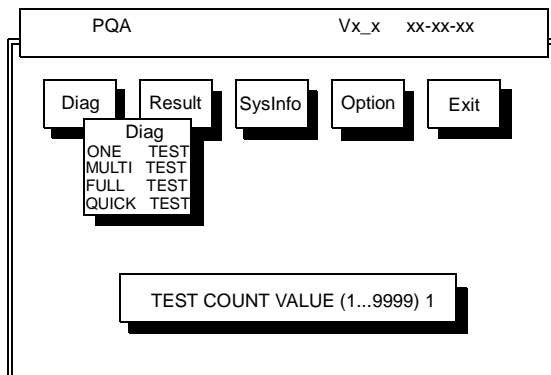 PQA Vx_x xx-xx-xx
Diag Result SysInfo Option Exit
Diag
ONE TEST
MULTI TEST
FULL TEST
QUICK TEST
TEST COUNT VALUE (1...9999) 1